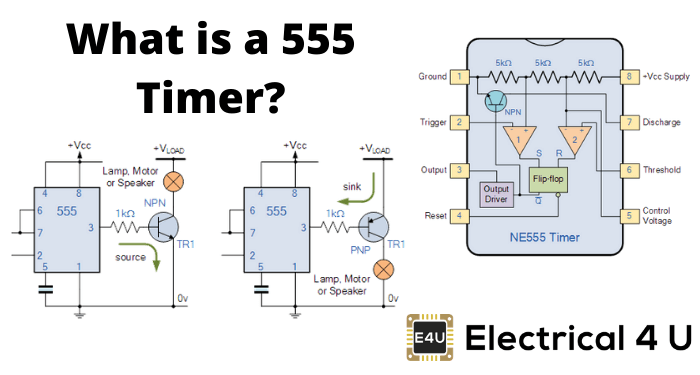 What is a 555
Timer?
+Vcc
+VLOAD
Lamp, Motor
or Speaker
4
8
6
7
2
555
3
1kΩ
NPN
TR1
source
5
1
0v
+Vcc
+VLOAD
sink
4
8
6
7
2
555
3
1kΩ
PNP
TR1
Lamp, Motor
or Speaker
5
1
0v
5kΩ
5kΩ
5kΩ
Ground
1
8
+Vcc Supply
NPN
Trigger
2
7
Discharge
1
2
S
R
Output
3
6
Threshold
Flip-flop
Output
Driver
Q̅
Reset
4
5
Control
Voltage
NE555 Timer
E4U
Electrical 4 U